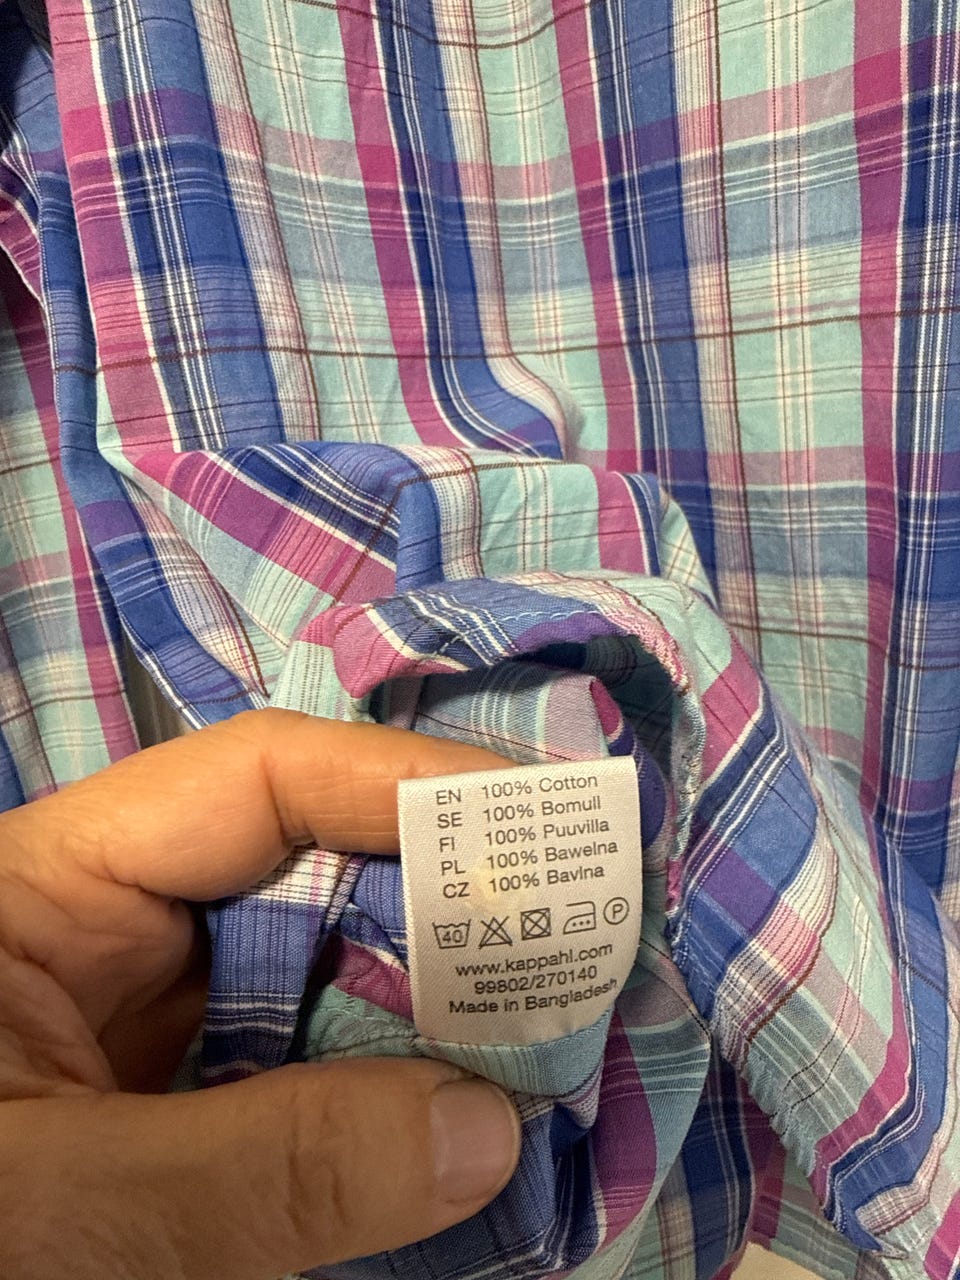 EN 100% Cotton
SE 100% Bomull
FI 100% Puuvilla
PL 100% Bawelna
CZ 100% Bavlna
40 P
www.kappahl.com
99802/270140
Made in Bangladesh